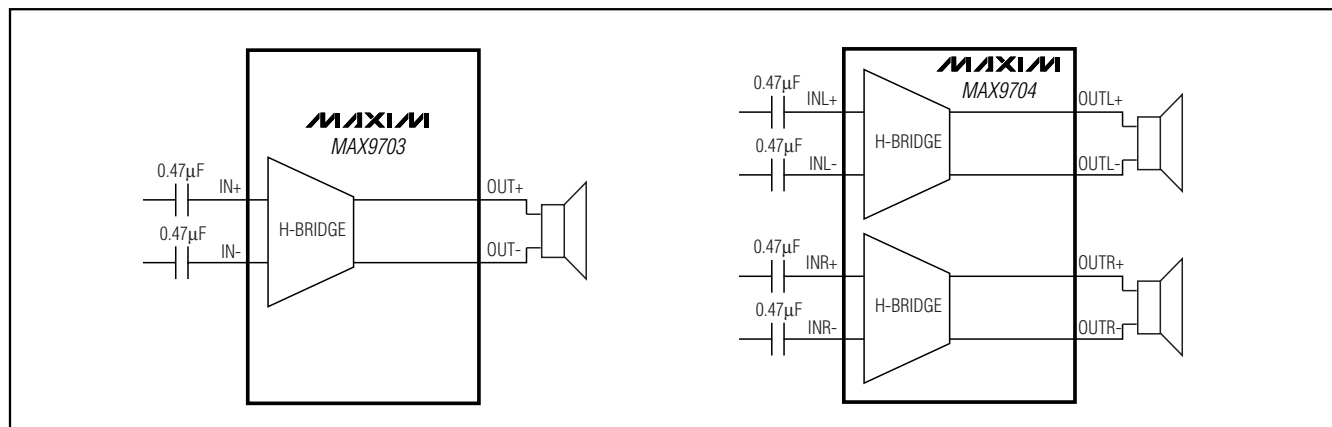 MAXIM
MAX9703
0.47µF
IN+
0.47µF
IN-
H-BRIDGE
OUT+
OUT-
MAXIM
MAX9704
0.47µF
INL+
0.47µF
INL-
H-BRIDGE
OUTL+
OUTL-
0.47µF
INR+
0.47µF
INR-
H-BRIDGE
OUTR+
OUTR-